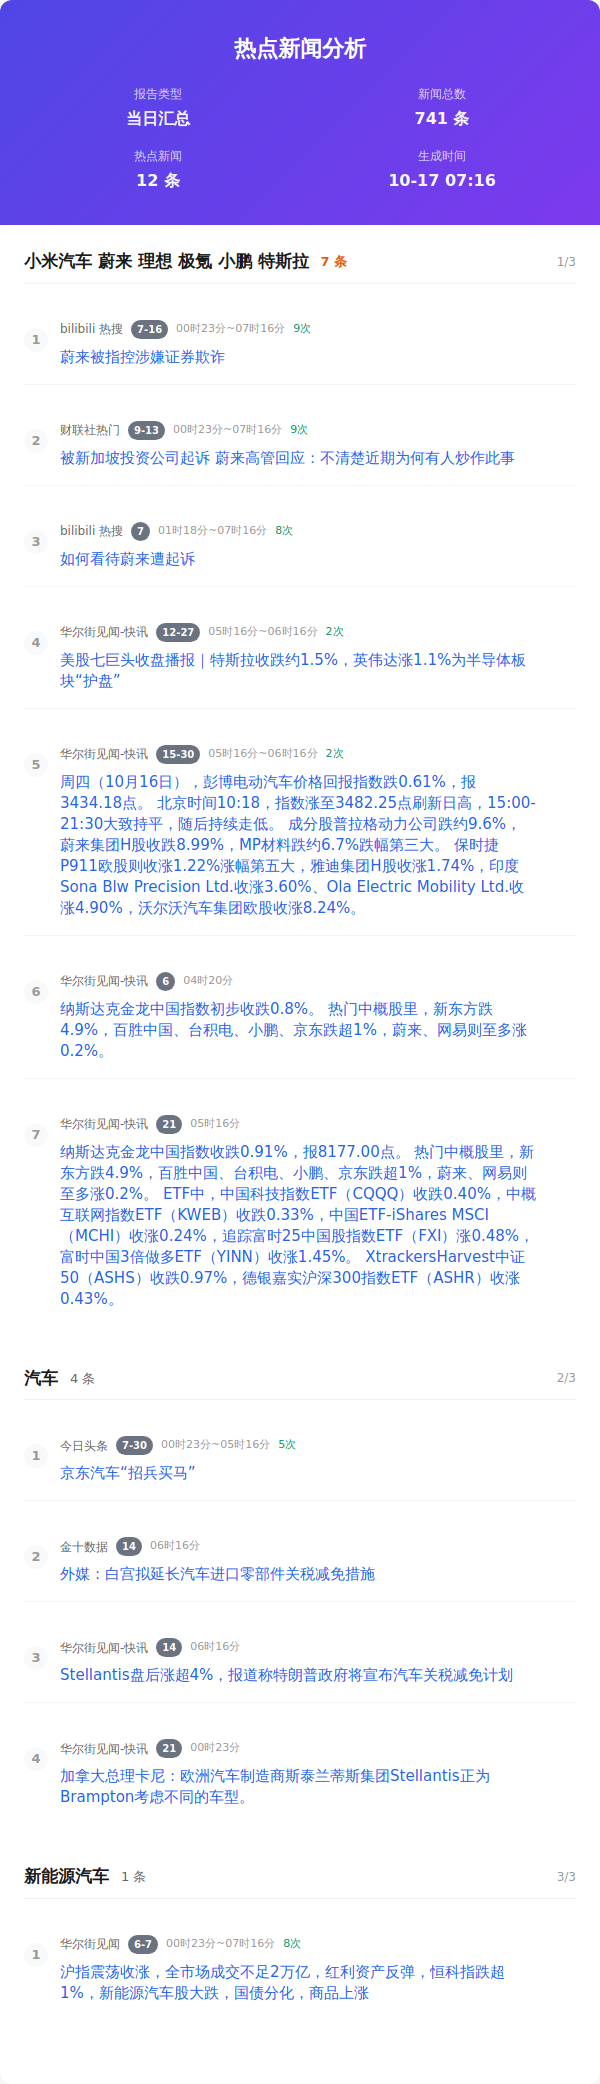 热点新闻分析
报告类型
当日汇总
新闻总数
741 条
热点新闻
12 条
生成时间
10-17 07:16
小米汽车 蔚来 理想 极氪 小鹏 特斯拉 7 条 1/3
1
bilibili 热搜 7-16 00时23分~07时16分 9次
蔚来被指控涉嫌证券欺诈
2
财联社热门 9-13 00时23分~07时16分 9次
被新加坡投资公司起诉 蔚来高管回应：不清楚近期为何有人炒作此事
3
bilibili 热搜 7 01时18分~07时16分 8次
如何看待蔚来遭起诉
4
华尔街见闻-快讯 12-27 05时16分~06时16分 2次
美股七巨头收盘播报｜特斯拉收跌约1.5%，英伟达涨1.1%为半导体板
块“护盘”
5
华尔街见闻-快讯 15-30 05时16分~06时16分 2次
周四（10月16日），彭博电动汽车价格回报指数跌0.61%，报
3434.18点。 北京时间10:18，指数涨至3482.25点刷新日高，15:00-
21:30大致持平，随后持续走低。 成分股普拉格动力公司跌约9.6%，
蔚来集团H股收跌8.99%，MP材料跌约6.7%跌幅第三大。 保时捷
P911欧股则收涨1.22%涨幅第五大，雅迪集团H股收涨1.74%，印度
Sona Blw Precision Ltd.收涨3.60%、Ola Electric Mobility Ltd.收
涨4.90%，沃尔沃汽车集团欧股收涨8.24%。
6
华尔街见闻-快讯 6 04时20分
纳斯达克金龙中国指数初步收跌0.8%。 热门中概股里，新东方跌
4.9%，百胜中国、台积电、小鹏、京东跌超1%，蔚来、网易则至多涨
0.2%。
7
华尔街见闻-快讯 21 05时16分
纳斯达克金龙中国指数收跌0.91%，报8177.00点。 热门中概股里，新
东方跌4.9%，百胜中国、台积电、小鹏、京东跌超1%，蔚来、网易则
至多涨0.2%。 ETF中，中国科技指数ETF（CQQQ）收跌0.40%，中概
互联网指数ETF（KWEB）收跌0.33%，中国ETF-iShares MSCI
（MCHI）收涨0.24%，追踪富时25中国股指数ETF（FXI）涨0.48%，
富时中国3倍做多ETF（YINN）收涨1.45%。 XtrackersHarvest中证
50（ASHS）收跌0.97%，德银嘉实沪深300指数ETF（ASHR）收涨
0.43%。
汽车 4 条 2/3
1
今日头条 7-30 00时23分~05时16分 5次
京东汽车“招兵买马”
2
金十数据 14 06时16分
外媒：白宫拟延长汽车进口零部件关税减免措施
3
华尔街见闻-快讯 14 06时16分
Stellantis盘后涨超4%，报道称特朗普政府将宣布汽车关税减免计划
4
华尔街见闻-快讯 21 00时23分
加拿大总理卡尼：欧洲汽车制造商斯泰兰蒂斯集团Stellantis正为
Brampton考虑不同的车型。
新能源汽车 1 条 3/3
1
华尔街见闻 6-7 00时23分~07时16分 8次
沪指震荡收涨，全市场成交不足2万亿，红利资产反弹，恒科指跌超
1%，新能源汽车股大跌，国债分化，商品上涨